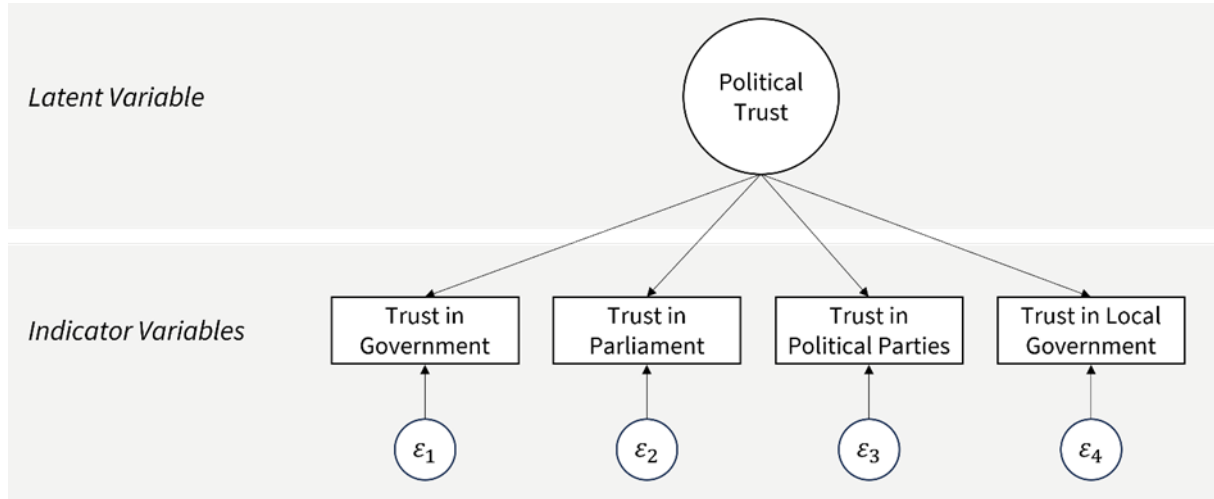 Political
Trust
Latent Variable
Trust in
Government
Trust in
Parliament
Trust in
Political Parties
Trust in Local
Government
Indicator Variables
ε1
ε2
ε3
ε4